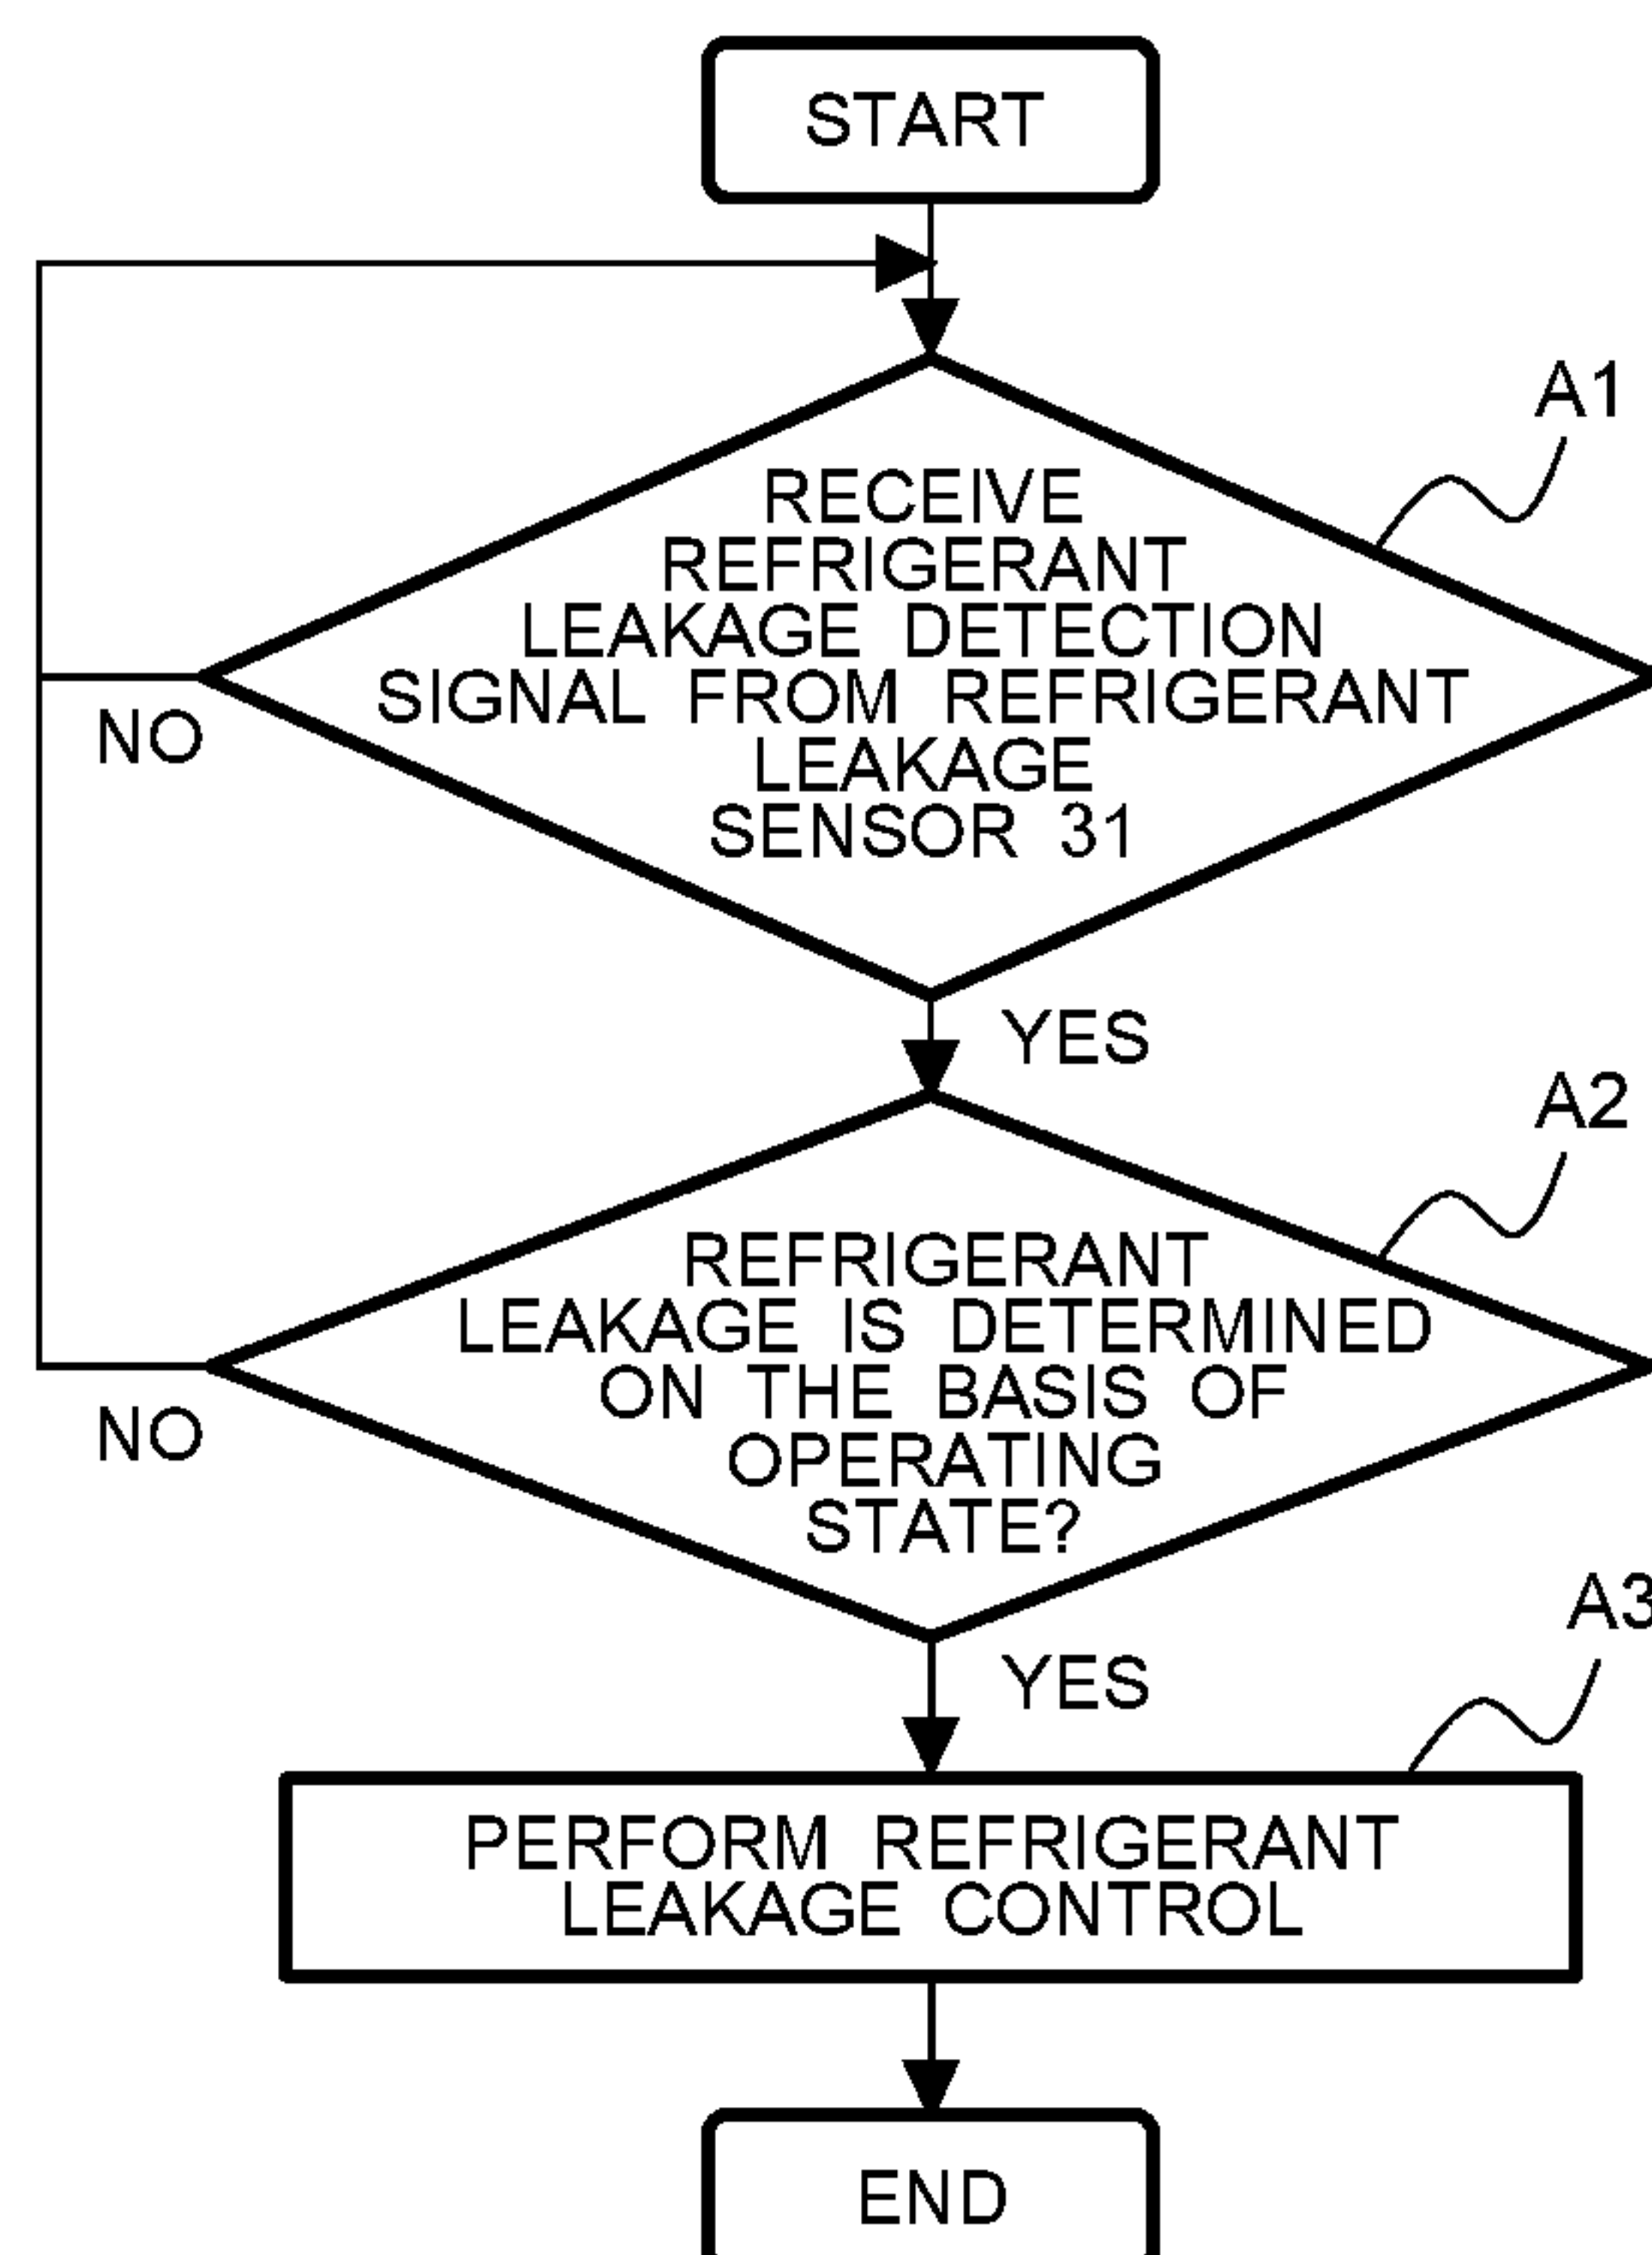 START
A1
RECEIVE
REFRIGERANT
LEAKAGE DETECTION
SIGNAL FROM REFRIGERANT
LEAKAGE
SENSOR 31
NO
YES
A2
REFRIGERANT
LEAKAGE IS DETERMINED
ON THE BASIS OF
OPERATING
STATE?
NO
A3
YES
PERFORM REFRIGERANT
LEAKAGE CONTROL
END